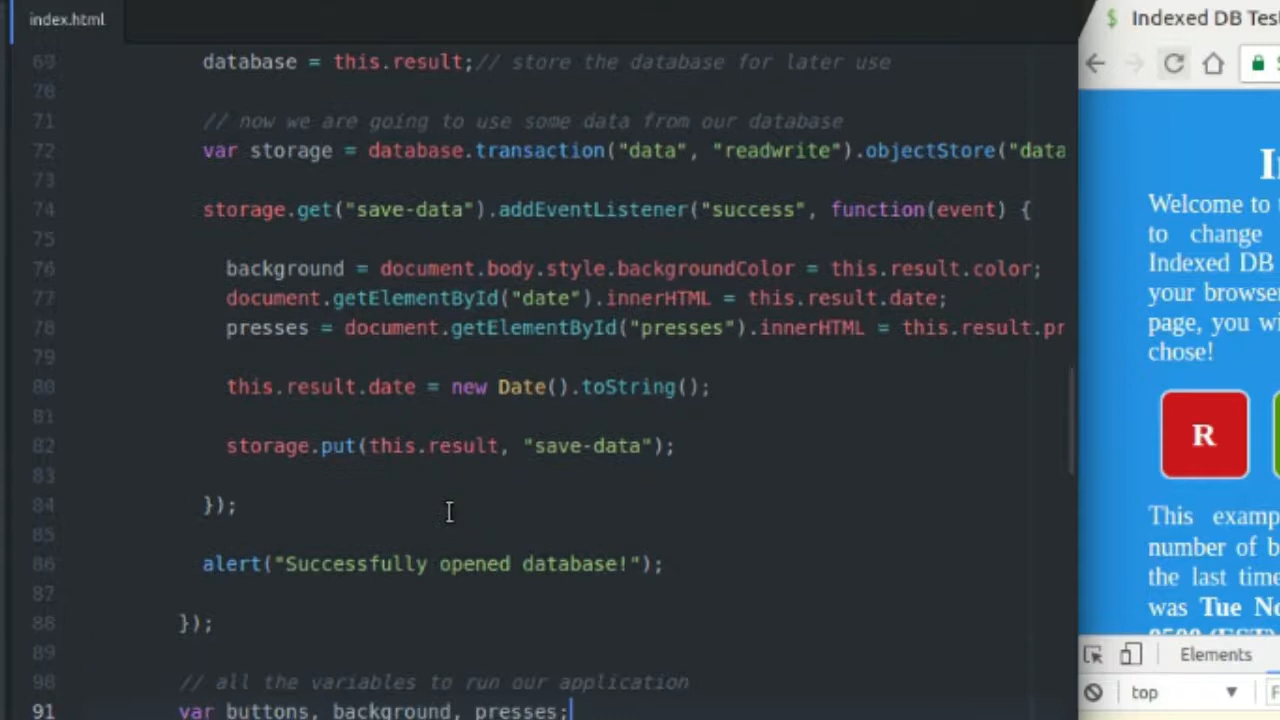 index.html
69 database = this.result;// store the database for later use
70
71 // now we are going to use some data from our database
72 var storage = database.transaction("data", "readwrite").objectStore("data
73
74 storage.get("save-data").addEventListener("success", function(event) {
75
76 background = document.body.style.backgroundColor = this.result.color;
77 document.getElementById("date").innerHTML = this.result.date;
78 presses = document.getElementById("presses").innerHTML = this.result.pr
79
80 this.result.date = new Date().toString();
81
82 storage.put(this.result, "save-data");
83
84 });
85
86 alert("Successfully opened database!");
87
88 });
89
90 // all the variables to run our application
91 var buttons, background, presses;
$ Indexed DB Test
Welcome to
to change
Indexed DB
your browser
page, you wi
chose!
R
This examp
number of b
the last time
was Tue No
0500 (EST)
Elements
top